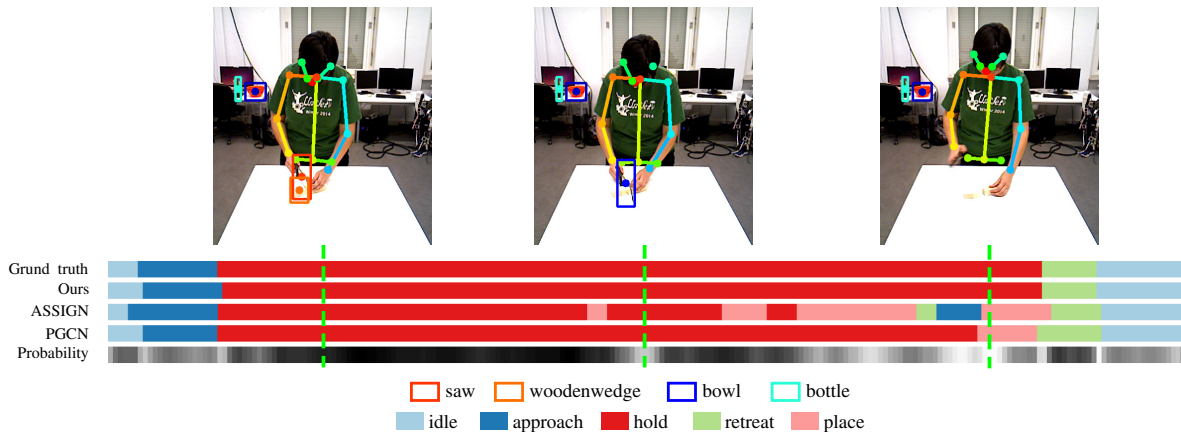 Grund truth
Ours
ASSIGN
PGCN
Probability
saw woodenwedge bowl bottle
idle approach hold retreat place